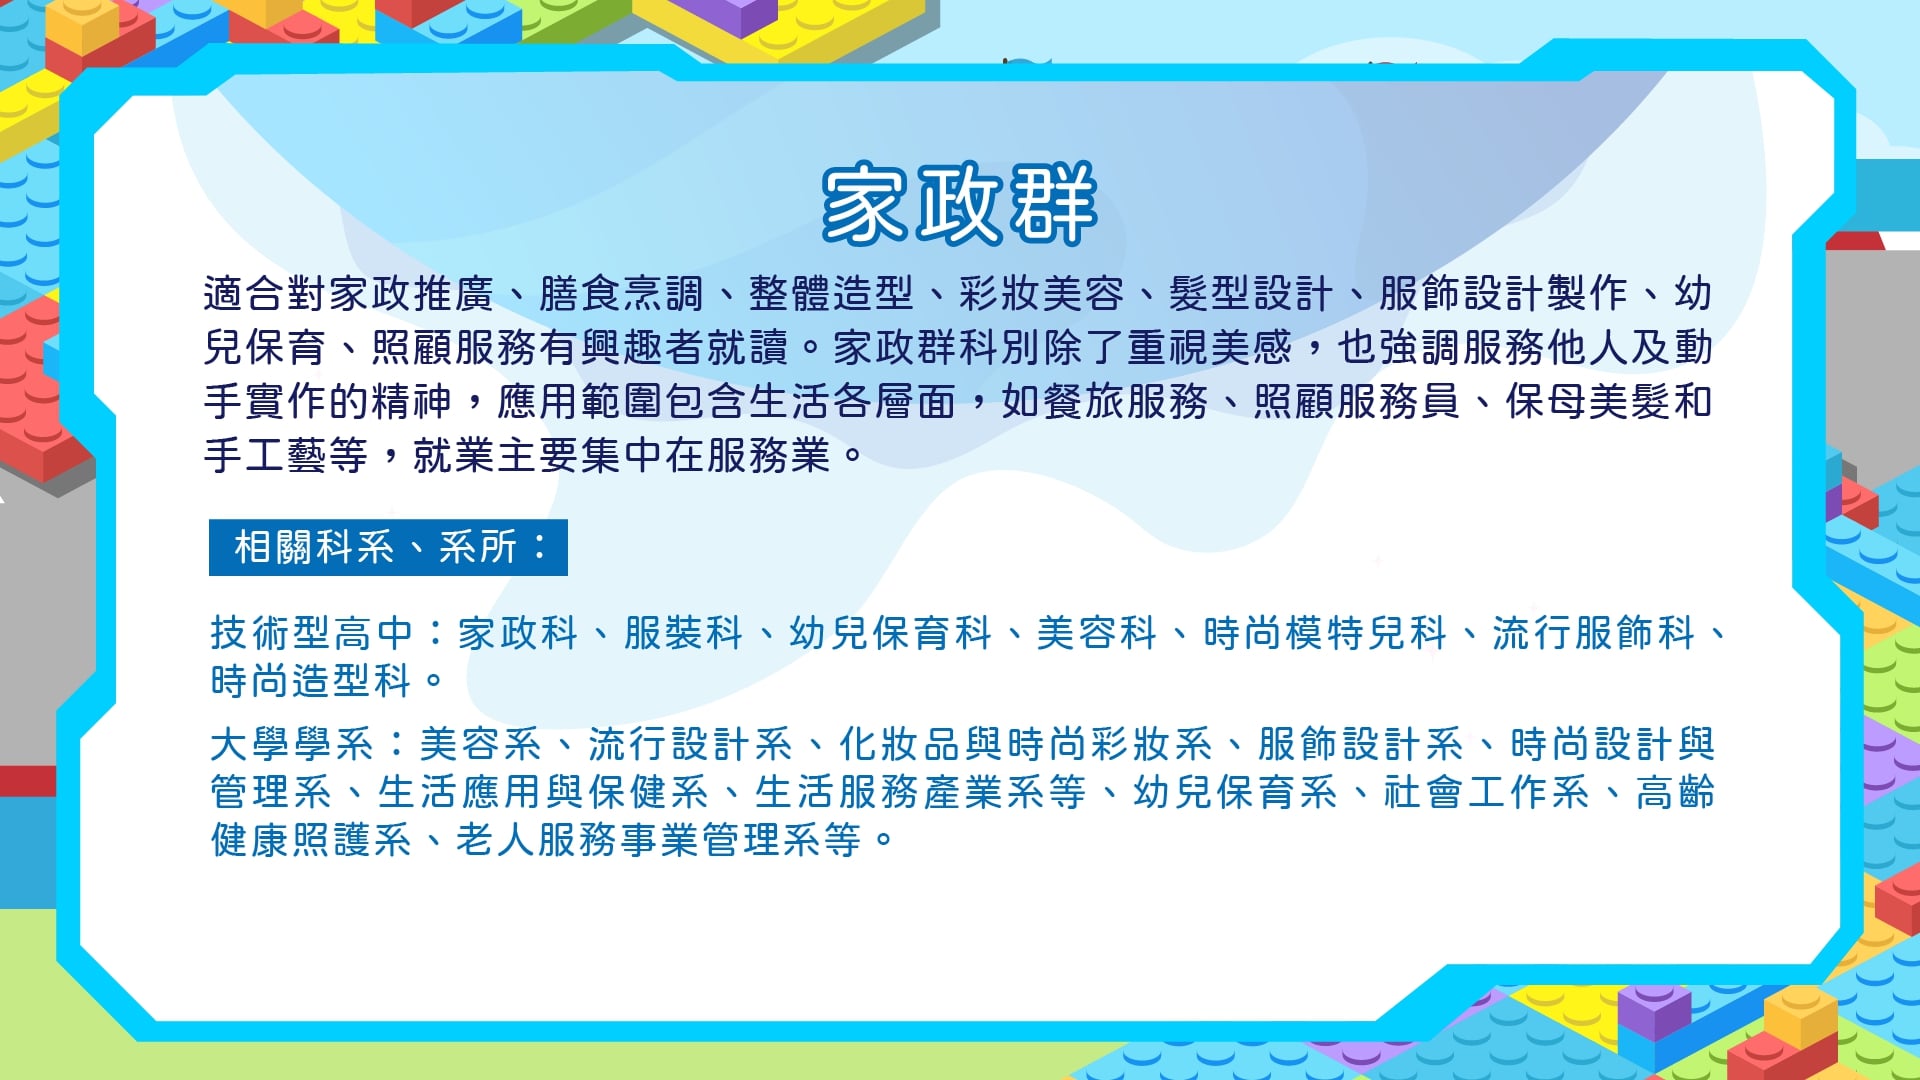 家政群
適合對家政推廣、膳食烹調、整體造型、彩妝美容、髮型設計、服飾設計製作、幼
兒保育、照顧服務有興趣者就讀。家政群科別除了重視美感，也強調服務他人及動
手實作的精神，應用範圍包含生活各層面，如餐旅服務、照顧服務員、保母美髮和
手工藝等，就業主要集中在服務業。
相關科系、系所：
技術型高中：家政科、服裝科、幼兒保育科、美容科、時尚模特兒科、流行服飾科、
時尚造型科。
大學學系：美容系、流行設計系、化妝品與時尚彩妝系、服飾設計系、時尚設計與
管理系、生活應用與保健系、生活服務產業系等、幼兒保育系、社會工作系、高齡
健康照護系、老人服務事業管理系等。